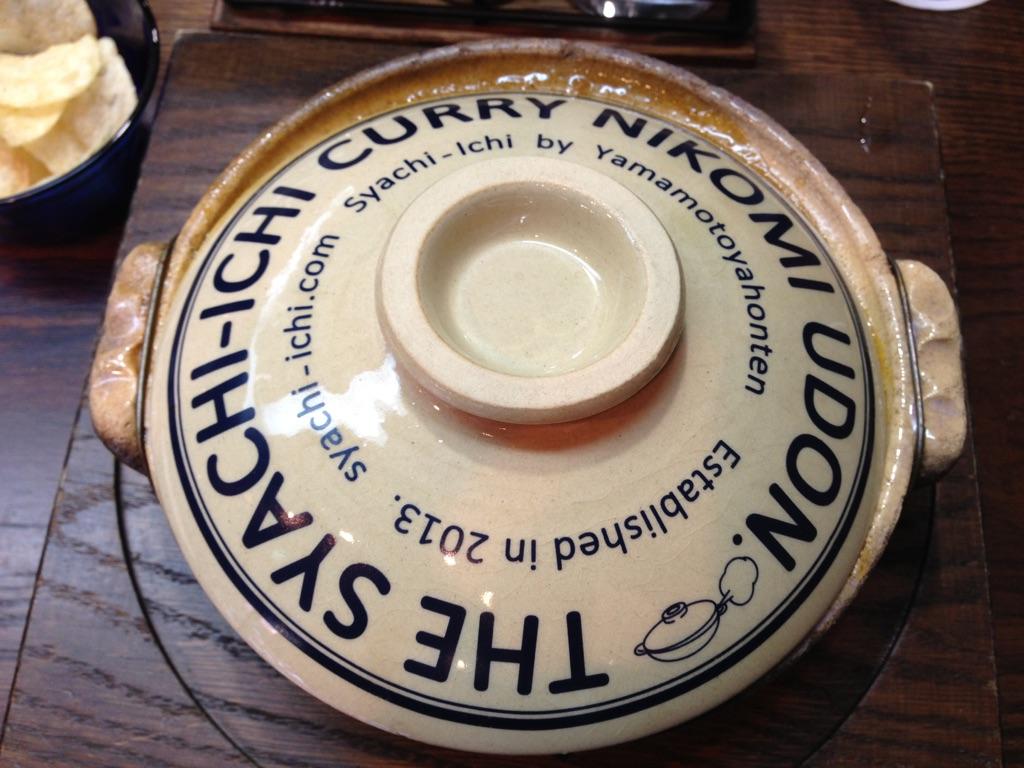 THE SYACHI-ICHI CURRY NIKOMI UDON.
Syachi-Ichi by Yamamotoyahonten
Established in 2013.
syachi-ichi.com